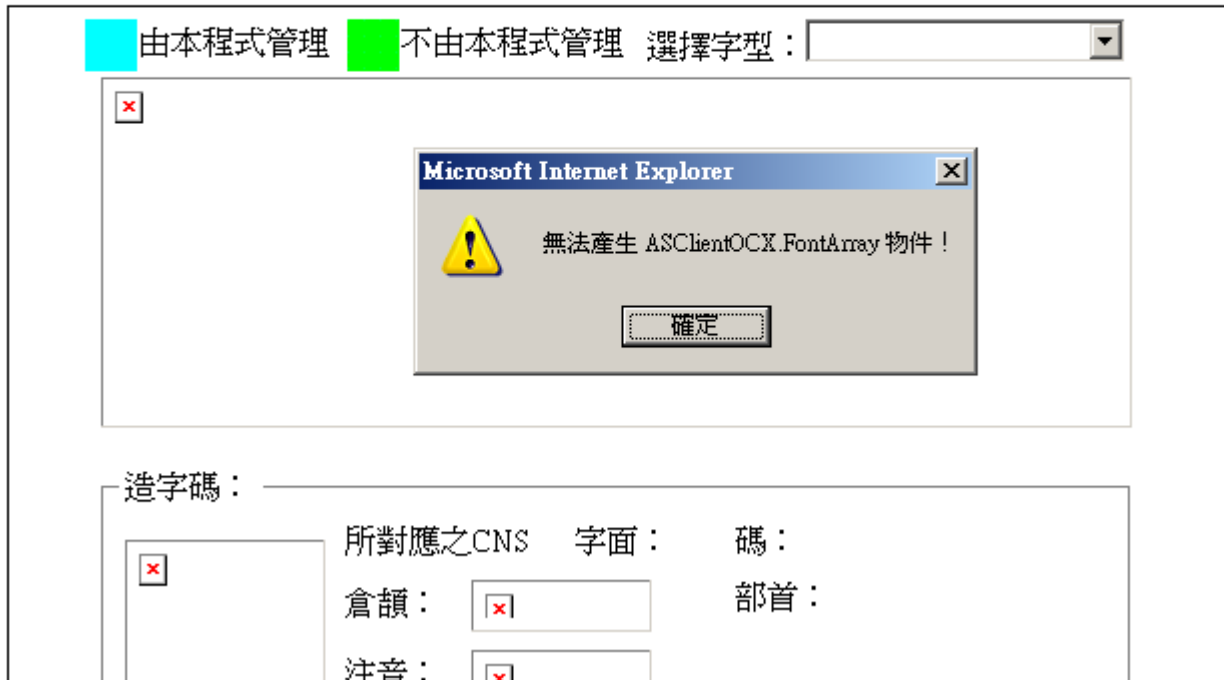 由本程式管理 不由本程式管理 選擇字型：
Microsoft Internet Explorer
無法產生 ASClientOCX.FontArray 物件！
確定
造字碼：
所對應之CNS 字面： 碼：
倉頡： 部首：
注音：